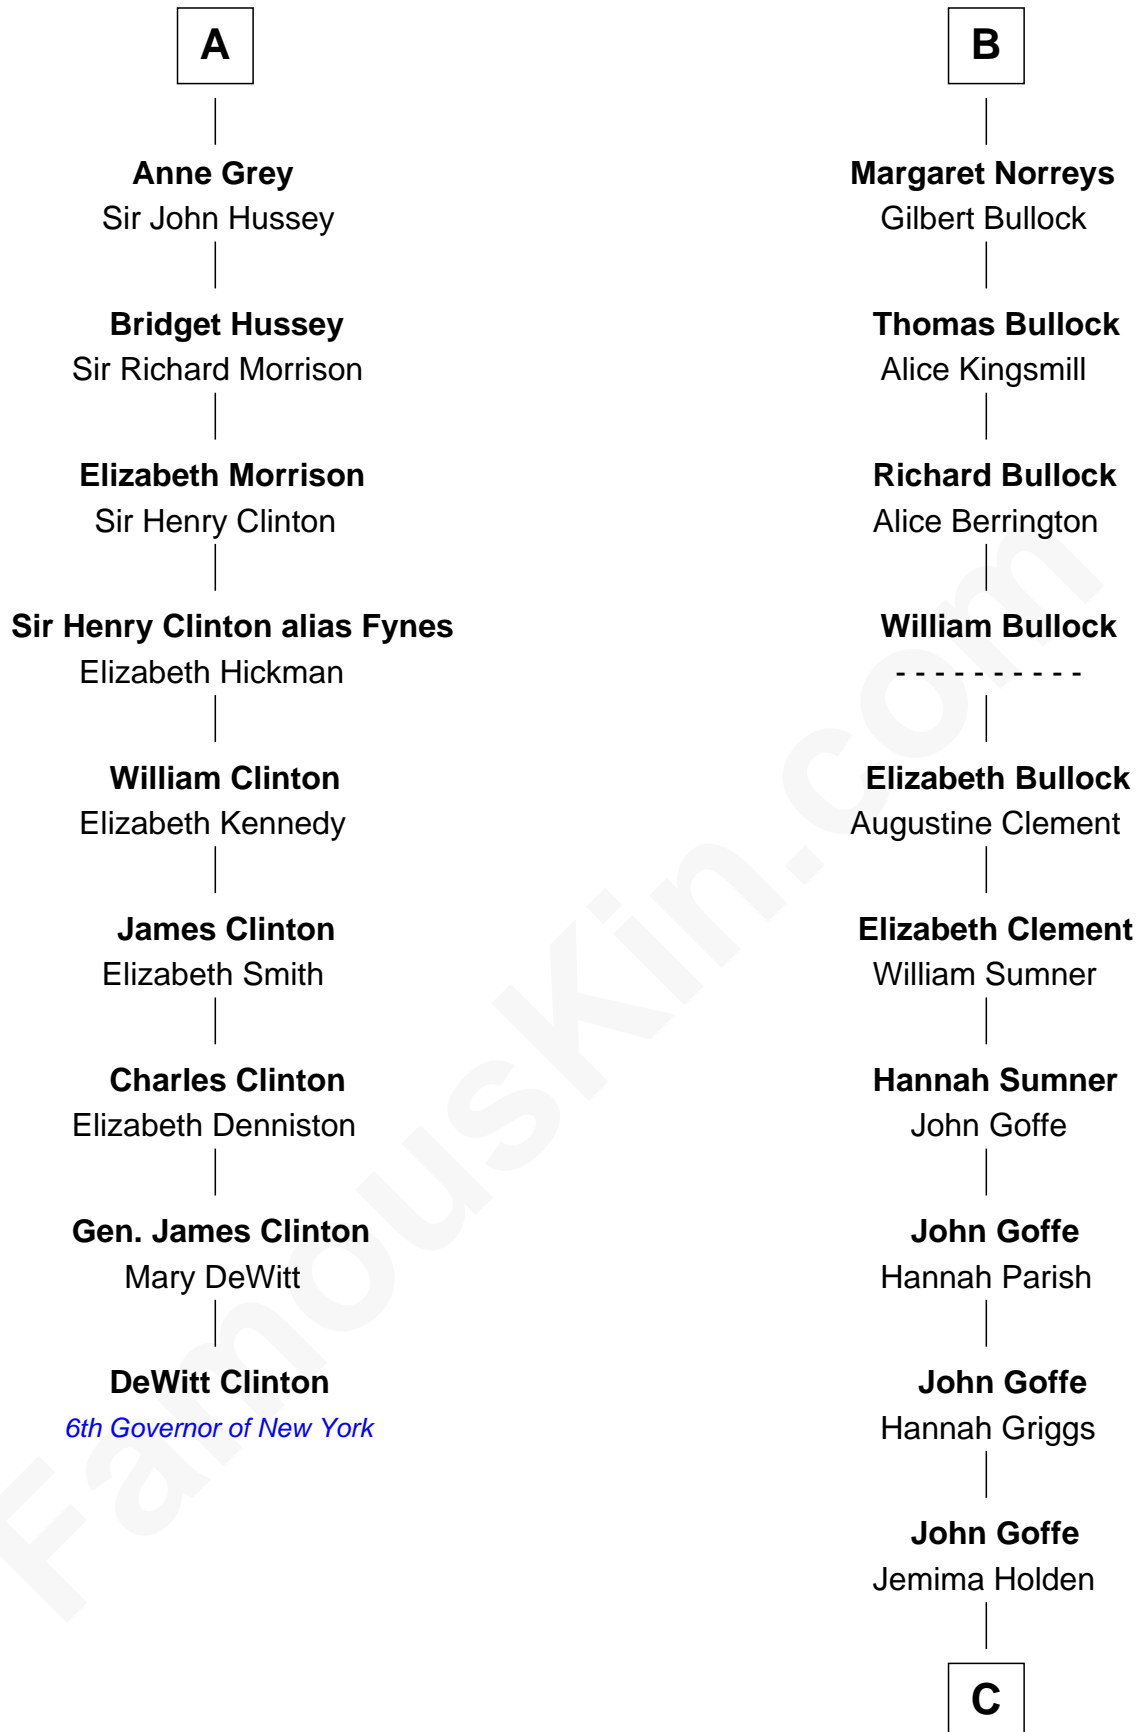 A
Anne Grey
Sir John Hussey
Bridget Hussey
Sir Richard Morrison
Elizabeth Morrison
Sir Henry Clinton
Sir Henry Clinton alias Fynes
Elizabeth Hickman
William Clinton
Elizabeth Kennedy
James Clinton
Elizabeth Smith
Charles Clinton
Elizabeth Denniston
Gen. James Clinton
Mary DeWitt
DeWitt Clinton
6th Governor of New York
B
Margaret Norreys
Gilbert Bullock
Thomas Bullock
Alice Kingsmill
Richard Bullock
Alice Berrington
William Bullock
- - - - - - - - - -
Elizabeth Bullock
Augustine Clement
Elizabeth Clement
William Sumner
Hannah Sumner
John Goffe
John Goffe
Hannah Parish
John Goffe
Hannah Griggs
John Goffe
Jemima Holden
C
FamousKin.com